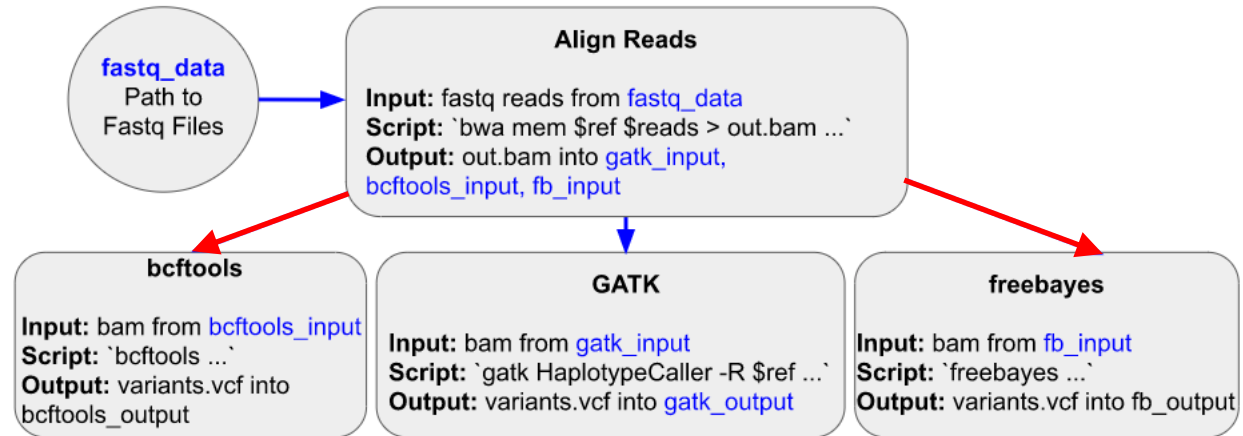 fastq_data
Path to
Fastq Files
Align Reads
Input: fastq reads from fastq_data
Script: `bwa mem $ref $reads > out.bam ...`
Output: out.bam into gatk_input,
bcftools_input, fb_input
bcftools
Input: bam from bcftools_input
Script: `bcftools ...`
Output: variants.vcf into
bcftools_output
GATK
Input: bam from gatk_input
Script: `gatk HaplotypeCaller -R $ref ...`
Output: variants.vcf into gatk_output
freebayes
Input: bam from fb_input
Script: `freebayes ...`
Output: variants.vcf into fb_output